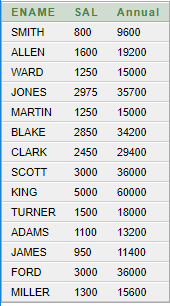 ENAME SAL Annual
SMITH 800 9600
ALLEN 1600 19200
WARD 1250 15000
JONES 2975 35700
MARTIN 1250 15000
BLAKE 2850 34200
CLARK 2450 29400
SCOTT 3000 36000
KING 5000 60000
TURNER 1500 18000
ADAMS 1100 13200
JAMES 950 11400
FORD 3000 36000
MILLER 1300 15600